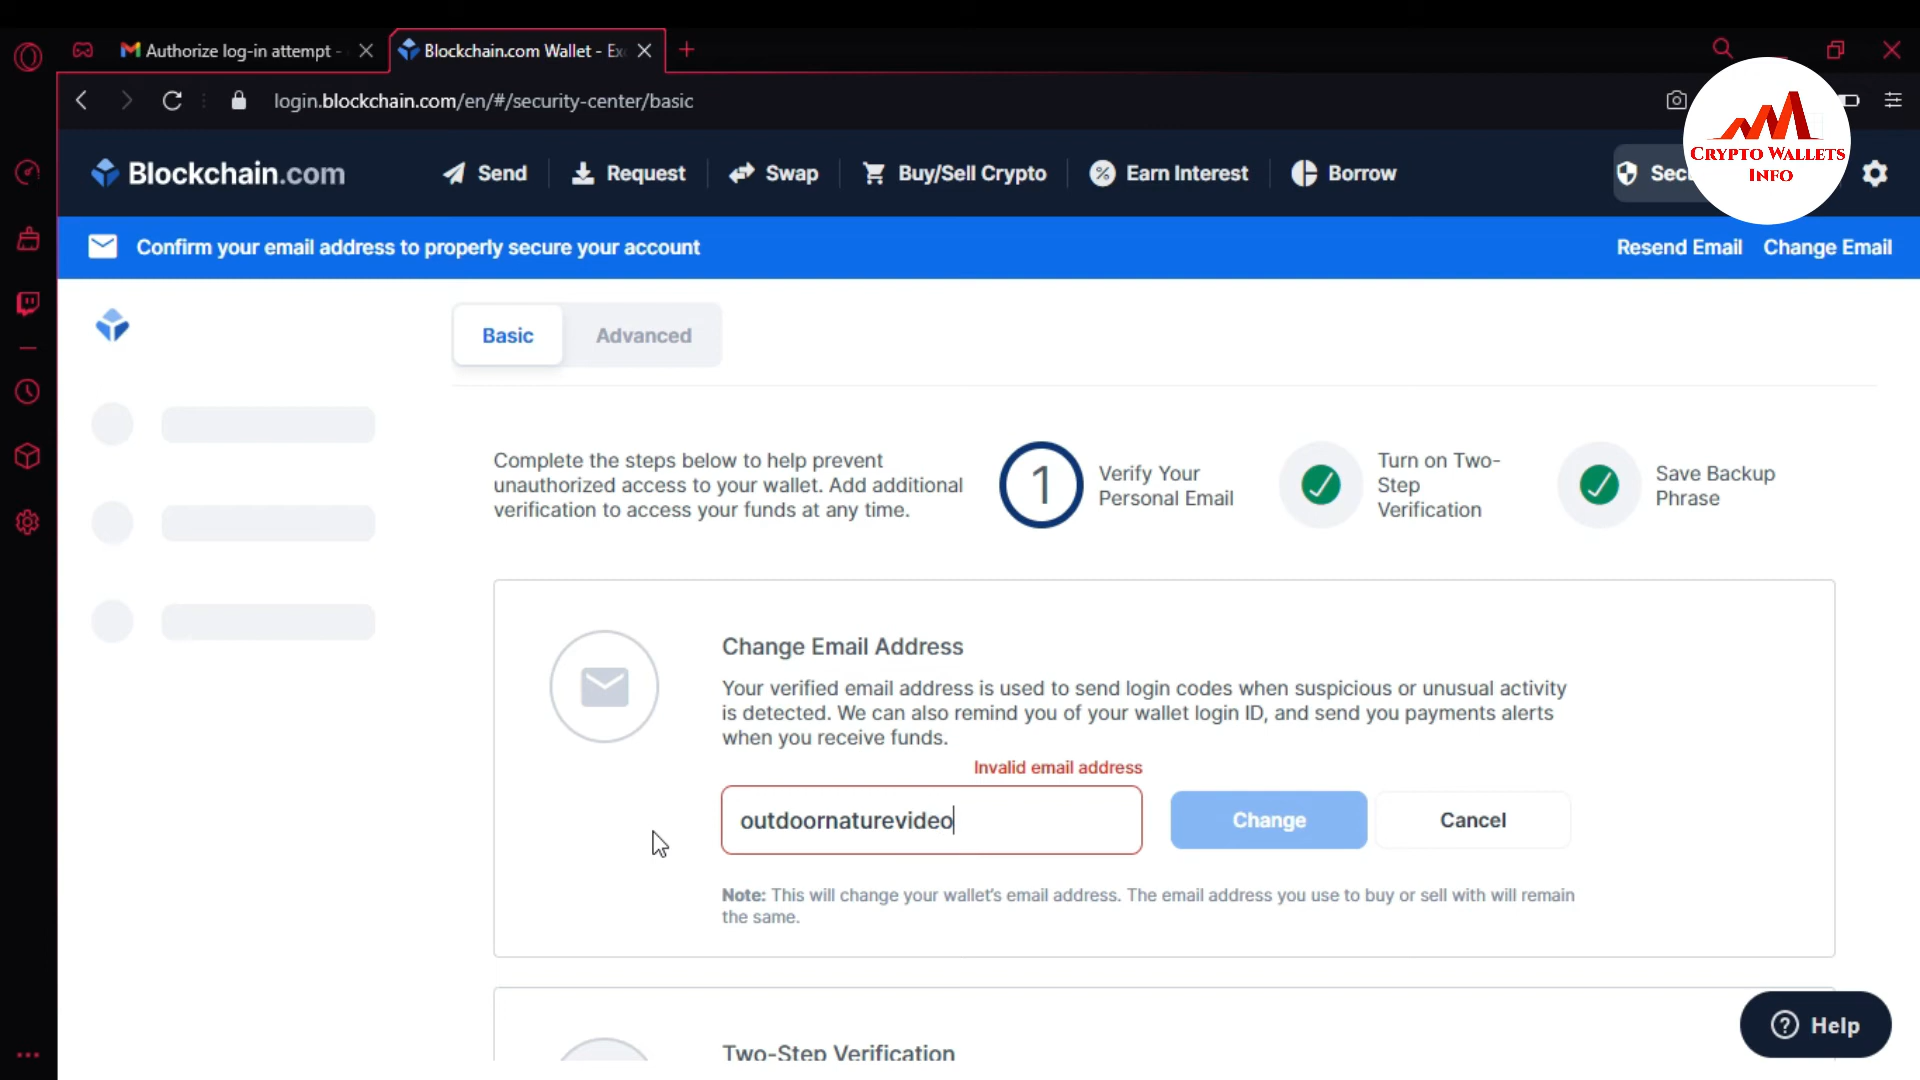 Authorize log-in attempt -
Blockchain.com Wallet - Ex
login.blockchain.com/en/#/security-center/basic
CRYPTO WALLETS
INFO
Blockchain.com
Send
Request
Swap
Buy/Sell Crypto
Earn Interest
Borrow
Confirm your email address to properly secure your account
Resend Email
Change Email
Basic
Advanced
Complete the steps below to help prevent
unauthorized access to your wallet. Add additional
verification to access your funds at any time.
1
Verify Your
Personal Email
Turn on Two-
Step
Verification
Save Backup
Phrase
Change Email Address
Your verified email address is used to send login codes when suspicious or unusual activity
is detected. We can also remind you of your wallet login ID, and send you payments alerts
when you receive funds.
Invalid email address
outdoornaturevideo
Change
Cancel
Note: This will change your wallet's email address. The email address you use to buy or sell with will remain
the same.
Two-Step Verification
Help